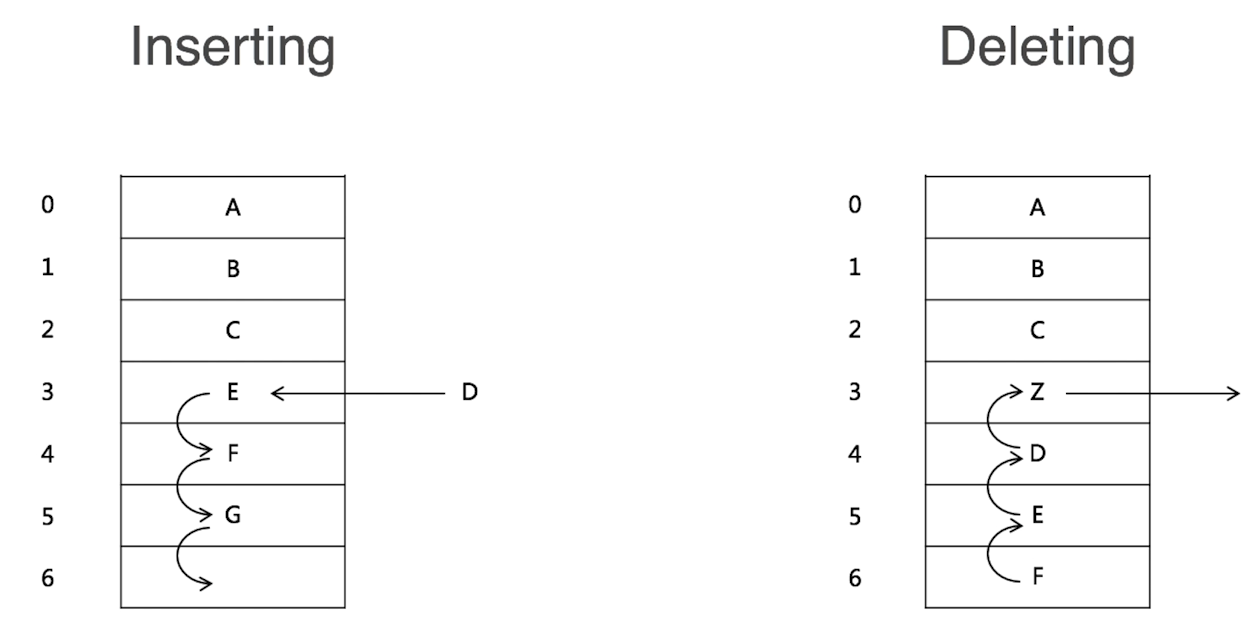 Inserting
Deleting
0 A
1 B
2 C
3 E D
4 F
5 G
6
0 A
1 B
2 C
3 Z
4 D
5 E
6 F